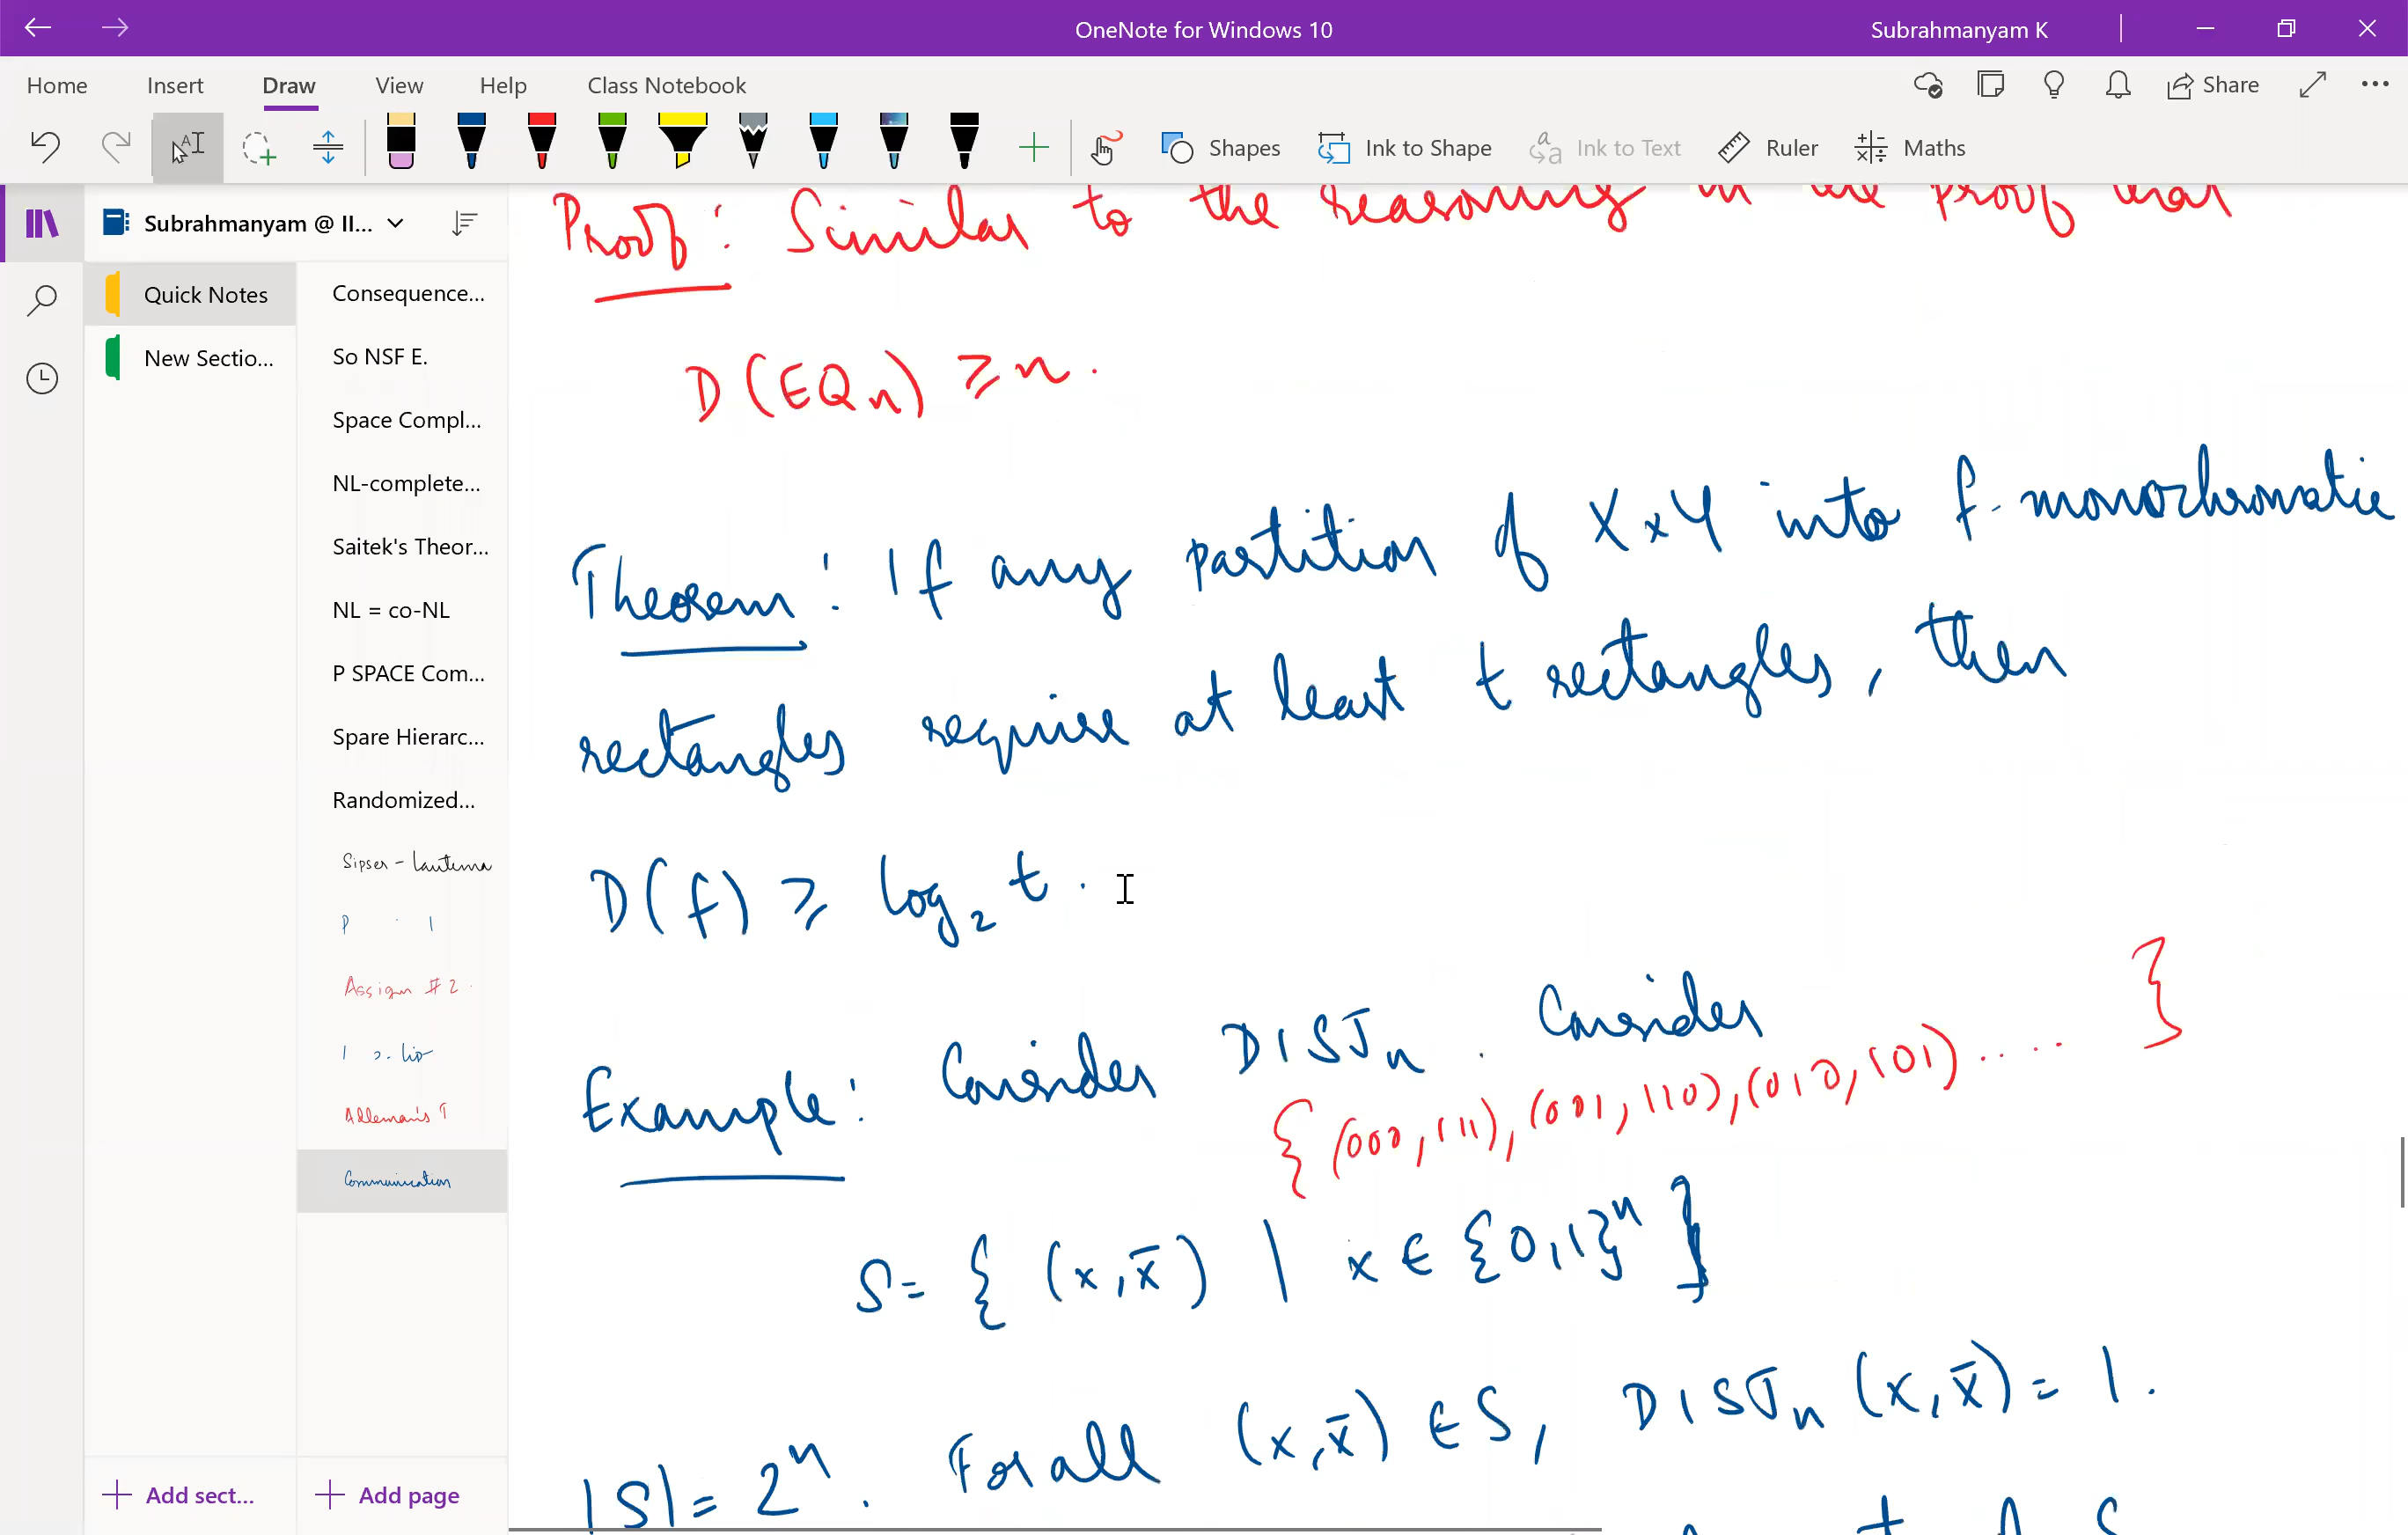 OneNote for Windows 10
Subrahmanyam K
Home Insert Draw View Help Class Notebook
Share
Shapes Ink to Shape Ink to Text Ruler Maths
Subrahmanyam @ II...
Quick Notes
New Sectio...
Consequence...
So NSF E.
Space Compl...
NL-complete...
Saitek's Theor...
NL = co-NL
P SPACE Com...
Spare Hierarc...
Randomized...
Sipser - Lautema
Assign # 2.
Adleman's T
Communication
Add sect...
Add page
Proof: Similar to the reasoning in the proof that
D(EQₙ) ≥ n.
Theorem: If any partition of X×Y into f-monochromatic
rectangles require at least t rectangles, then
D(f) ≥ log₂ t.
Example: Consider DISJₙ. Consider
{(000,111),(001,110),(010,101)..... }
S = { (x,x̄) | x ∈ {0,1}ⁿ }
|S| = 2ⁿ. For all (x,x̄) ∈ S, DISJₙ (x,x̄) = 1.